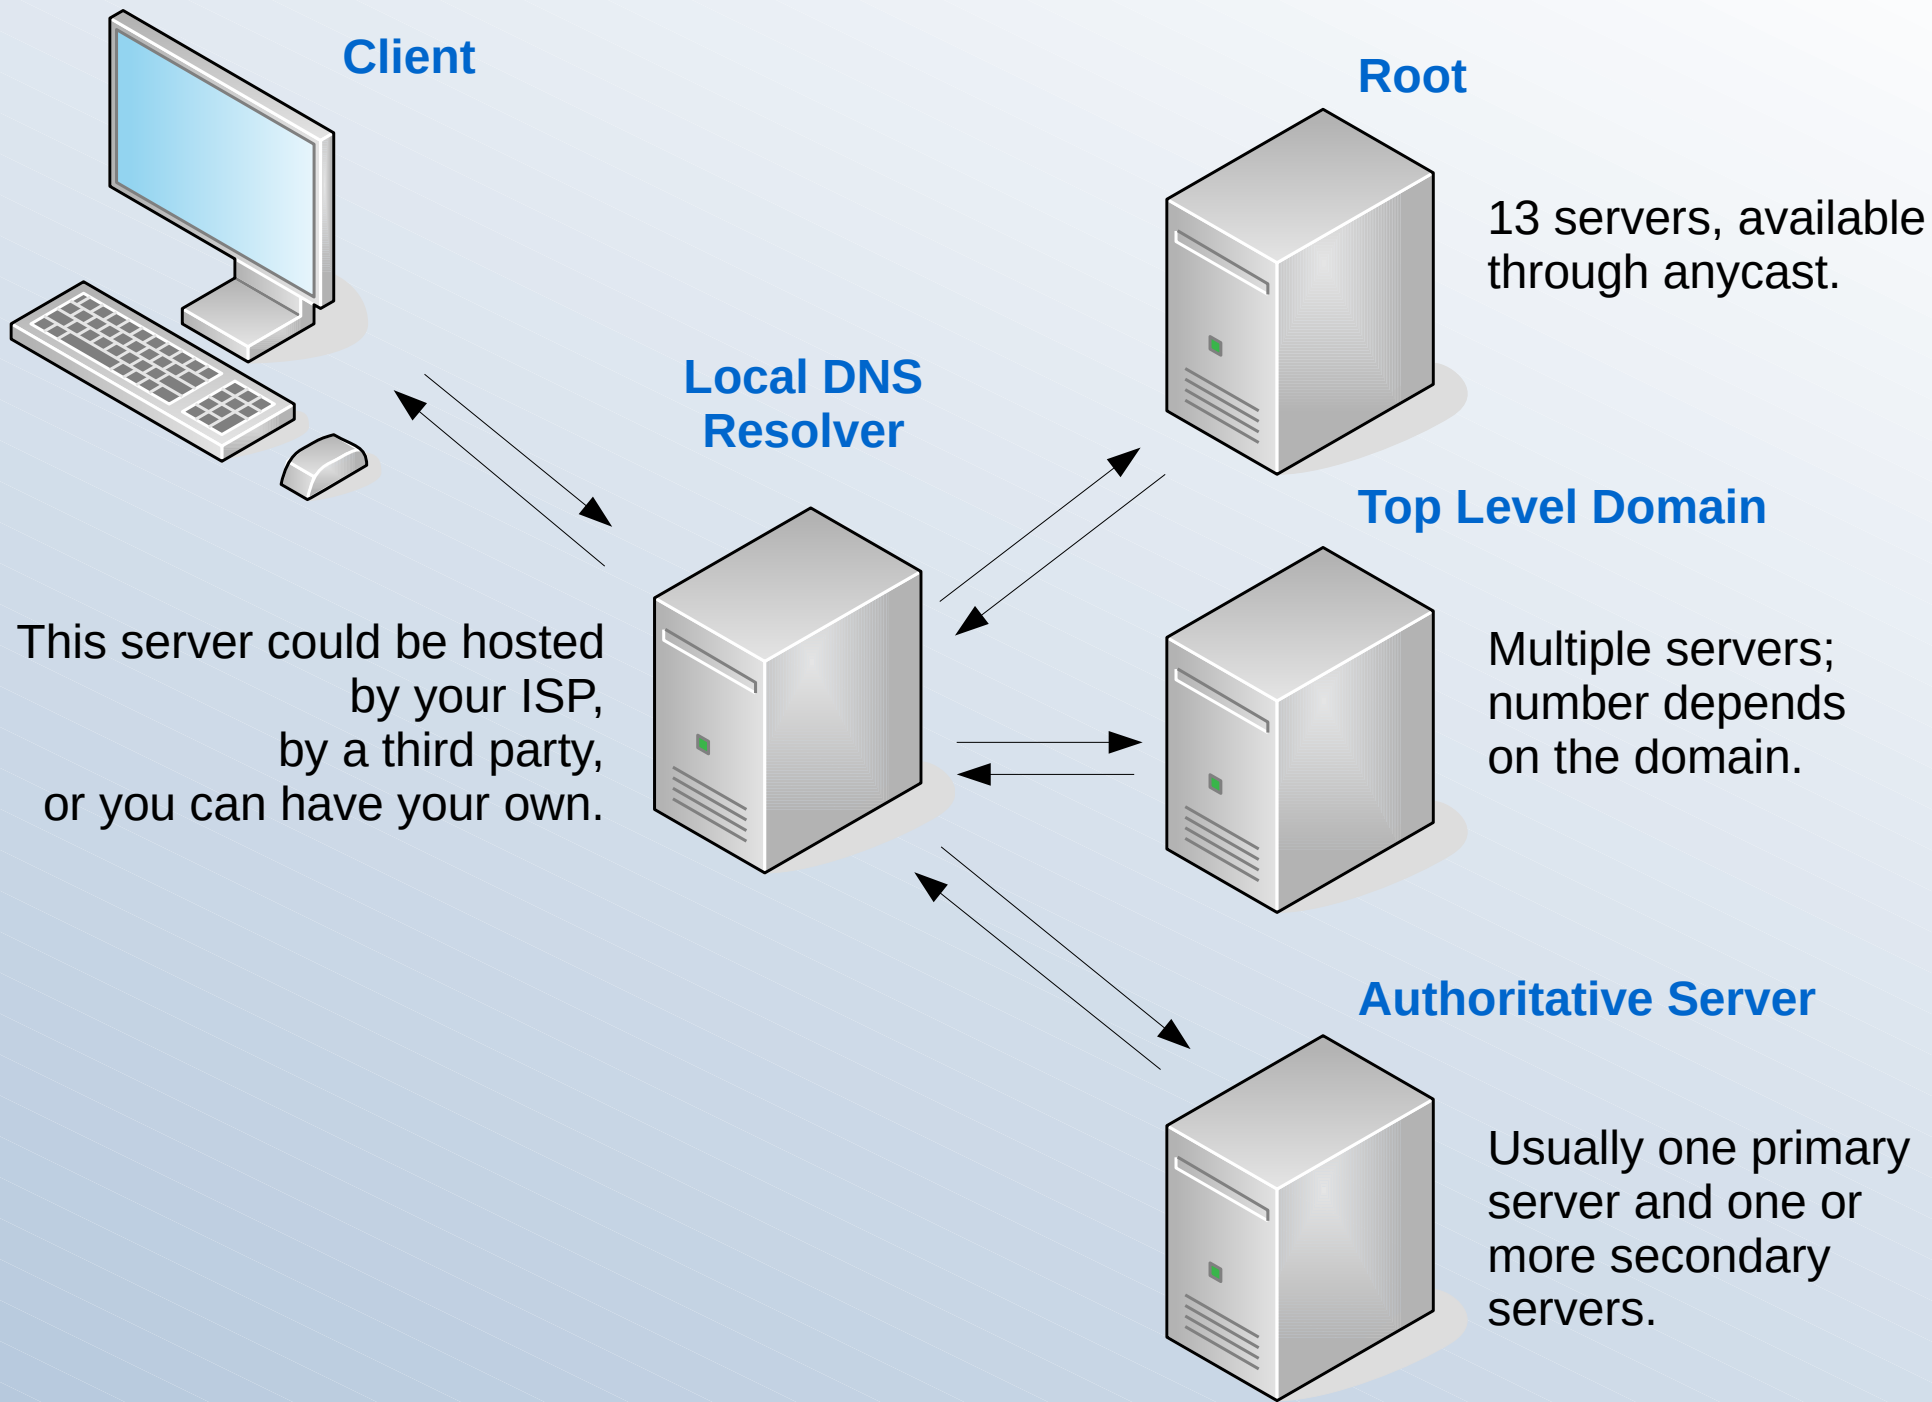 Client
Root
13 servers, available
through anycast.
Local DNS
Resolver
Top Level Domain
This server could be hosted
by your ISP,
by a third party,
or you can have your own.
Multiple servers;
number depends
on the domain.
Authoritative Server
Usually one primary
server and one or
more secondary
servers.